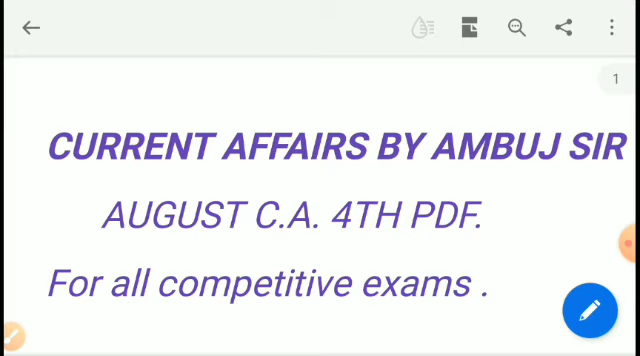 1
CURRENT AFFAIRS BY AMBUJ SIR
AUGUST C.A. 4TH PDF.
For all competitive exams .